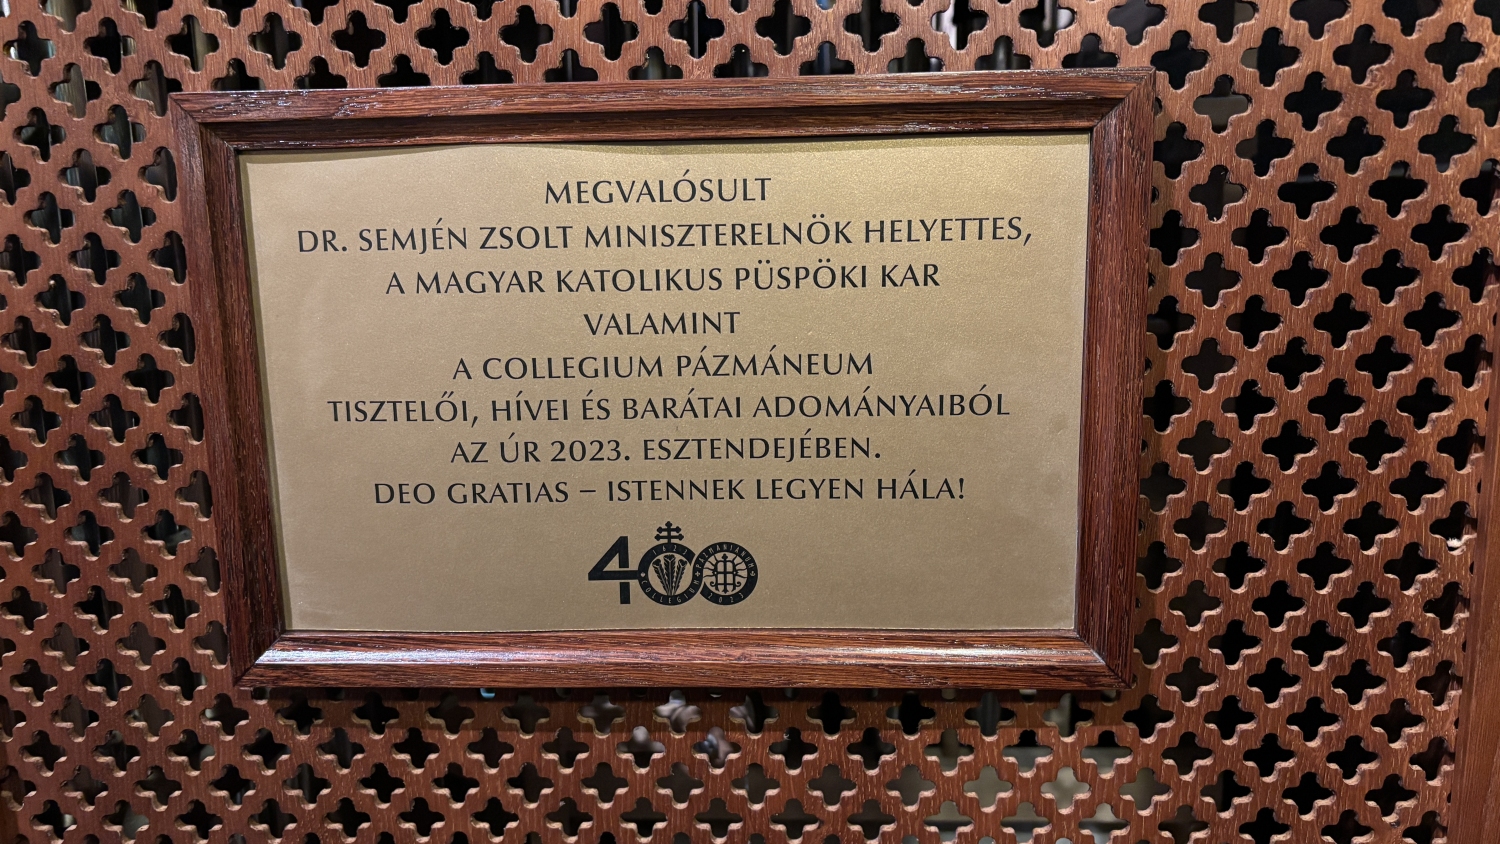 MEGVALÓSULT
DR. SEMJÉN ZSOLT MINISZTERELNÖK HELYETTES,
A MAGYAR KATOLIKUS PÜSPÖKI KAR
VALAMINT
A COLLEGIUM PÁZMÁNEUM
TISZTELŐI, HÍVEI ÉS BARÁTAI ADOMÁNYAIBÓL
AZ ÚR 2023. ESZTENDEJÉBEN.
DEO GRATIAS – ISTENNEK LEGYEN HÁLA!
400